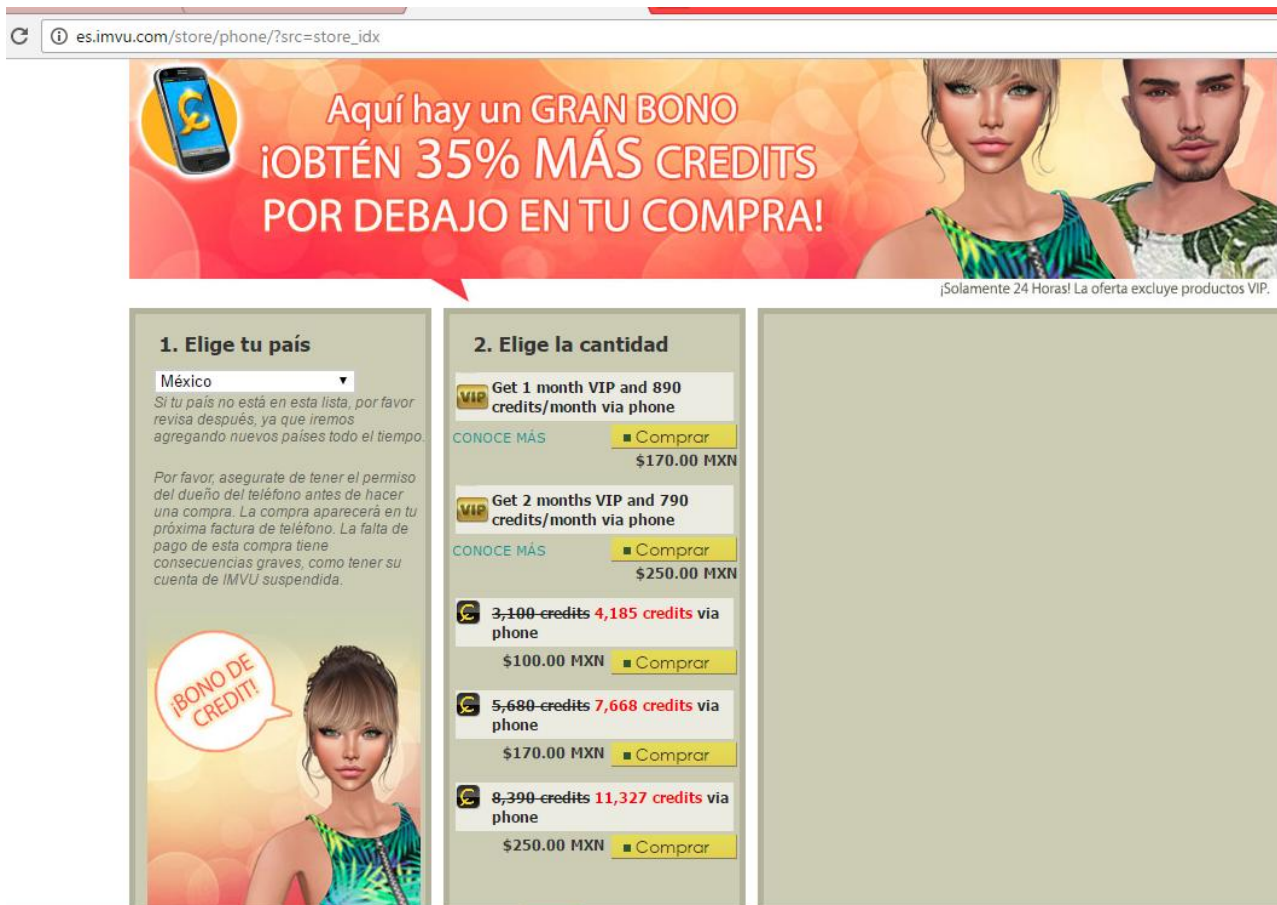 es.imvu.com/store/phone/?src=store_idx
Aquí hay un GRAN BONO
¡OBTÉN 35% MÁS CREDITS
POR DEBAJO EN TU COMPRA!
¡Solamente 24 Horas! La oferta excluye productos VIP.
1. Elige tu país
México
Si tu país no está en esta lista, por favor
revisa después, ya que iremos
agregando nuevos países todo el tiempo.
Por favor, asegurate de tener el permiso
del dueño del teléfono antes de hacer
una compra. La compra aparecerá en tu
próxima factura de teléfono. La falta de
pago de esta compra tiene
consecuencias graves, como tener su
cuenta de IMVU suspendida.
¡BONO DE
CREDIT!
2. Elige la cantidad
VIP Get 1 month VIP and 890
credits/month via phone
CONOCE MÁS Comprar
$170.00 MXN
VIP Get 2 months VIP and 790
credits/month via phone
CONOCE MÁS Comprar
$250.00 MXN
3,100 credits 4,185 credits via
phone
$100.00 MXN Comprar
5,680 credits 7,668 credits via
phone
$170.00 MXN Comprar
8,390 credits 11,327 credits via
phone
$250.00 MXN Comprar